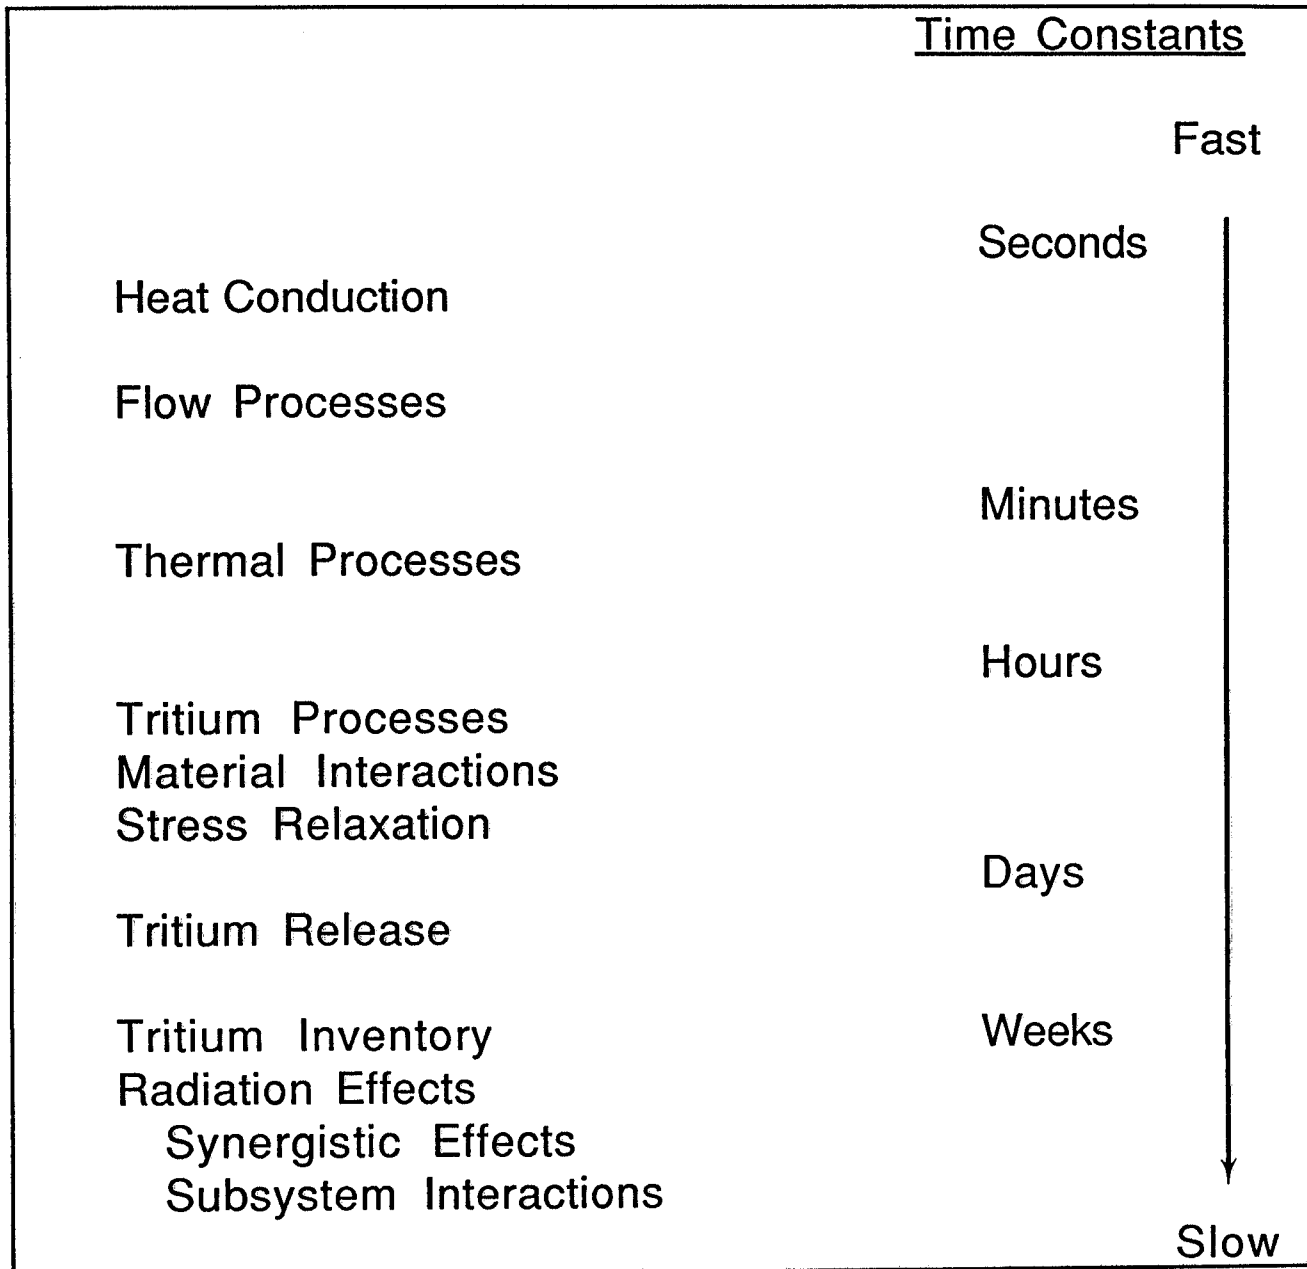 Time Constants
Fast
Seconds
Heat Conduction
Flow Processes
Minutes
Thermal Processes
Hours
Tritium Processes
Material Interactions
Stress Relaxation
Days
Tritium Release
Weeks
Tritium Inventory
Radiation Effects
Synergistic Effects
Subsystem Interactions
Slow